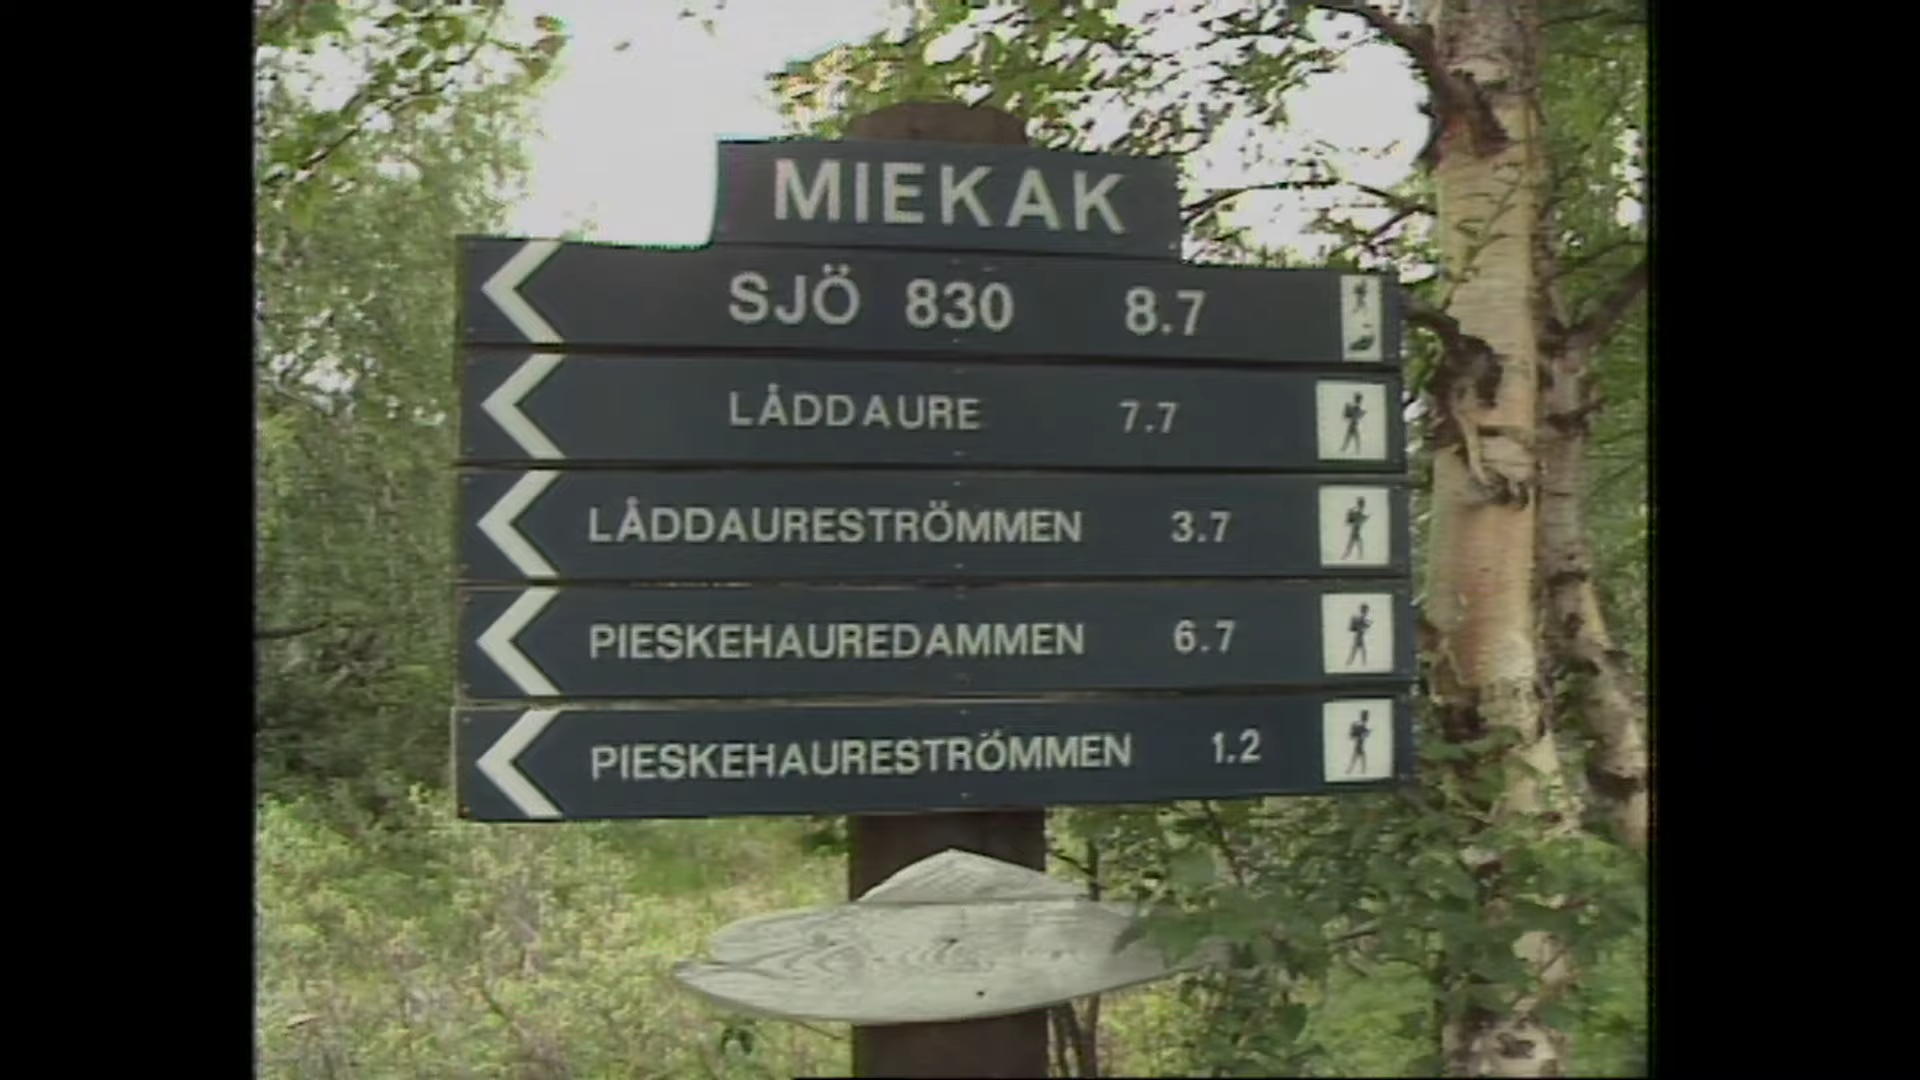 MIEKAK
SJÖ 830 8.7
LÅDDAURE 7.7
LÅDDAURESTRÖMMEN 3.7
PIESKEHAUREDAMMEN 6.7
PIESKEHAURESTRÖMMEN 1.2